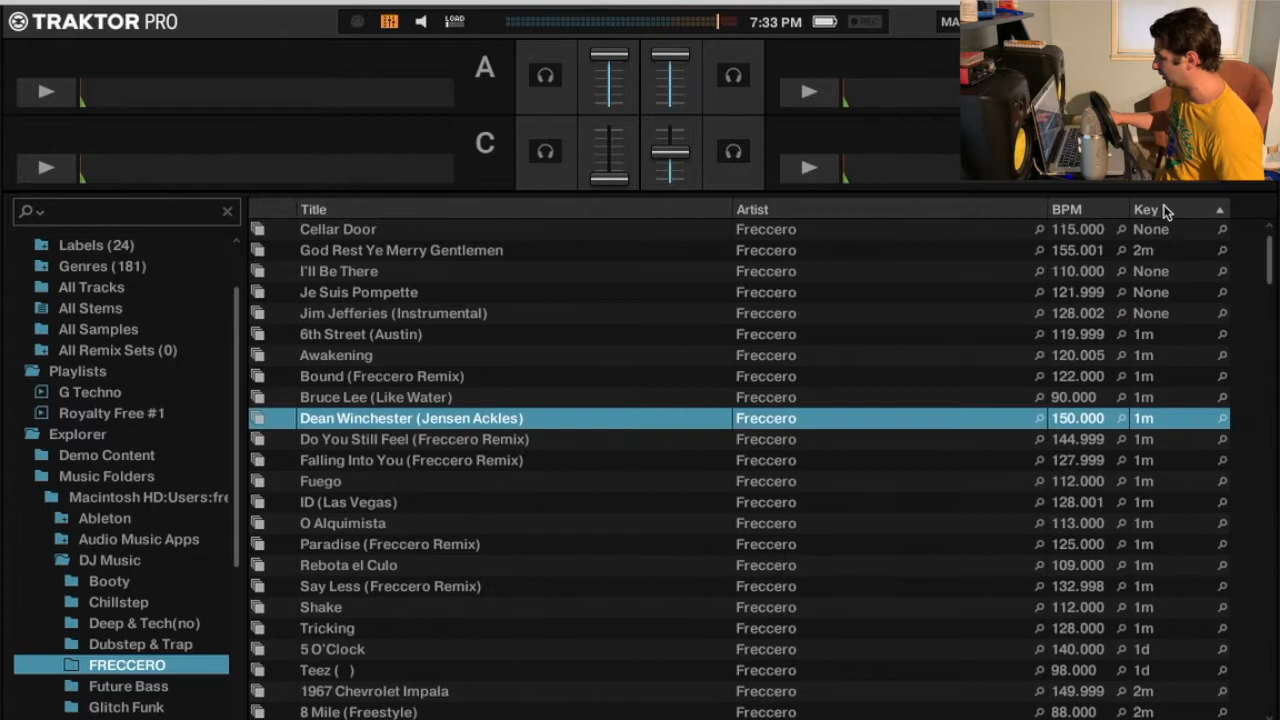 TRAKTOR PRO
LOAD
7:33 PM
REC
MA
A
C
Title Artist BPM Key
Cellar Door Freccero 115.000 None
God Rest Ye Merry Gentlemen Freccero 155.001 2m
I'll Be There Freccero 110.000 None
Je Suis Pompette Freccero 121.999 None
Jim Jefferies (Instrumental) Freccero 128.002 None
6th Street (Austin) Freccero 119.999 1m
Awakening Freccero 120.005 1m
Bound (Freccero Remix) Freccero 122.000 1m
Bruce Lee (Like Water) Freccero 90.000 1m
Dean Winchester (Jensen Ackles) Freccero 150.000 1m
Do You Still Feel (Freccero Remix) Freccero 144.999 1m
Falling Into You (Freccero Remix) Freccero 127.999 1m
Fuego Freccero 112.000 1m
ID (Las Vegas) Freccero 128.001 1m
O Alquimista Freccero 113.000 1m
Paradise (Freccero Remix) Freccero 125.000 1m
Rebota el Culo Freccero 109.000 1m
Say Less (Freccero Remix) Freccero 132.998 1m
Shake Freccero 112.000 1m
Tricking Freccero 128.000 1m
5 O'Clock Freccero 140.000 1d
Teez ( ) Freccero 98.000 1d
1967 Chevrolet Impala Freccero 149.999 2m
8 Mile (Freestyle) Freccero 88.000 2m
Labels (24)
Genres (181)
All Tracks
All Stems
All Samples
All Remix Sets (0)
Playlists
G Techno
Royalty Free #1
Explorer
Demo Content
Music Folders
Macintosh HD:Users:fre
Ableton
Audio Music Apps
DJ Music
Booty
Chillstep
Deep & Tech(no)
Dubstep & Trap
FRECCERO
Future Bass
Glitch Funk